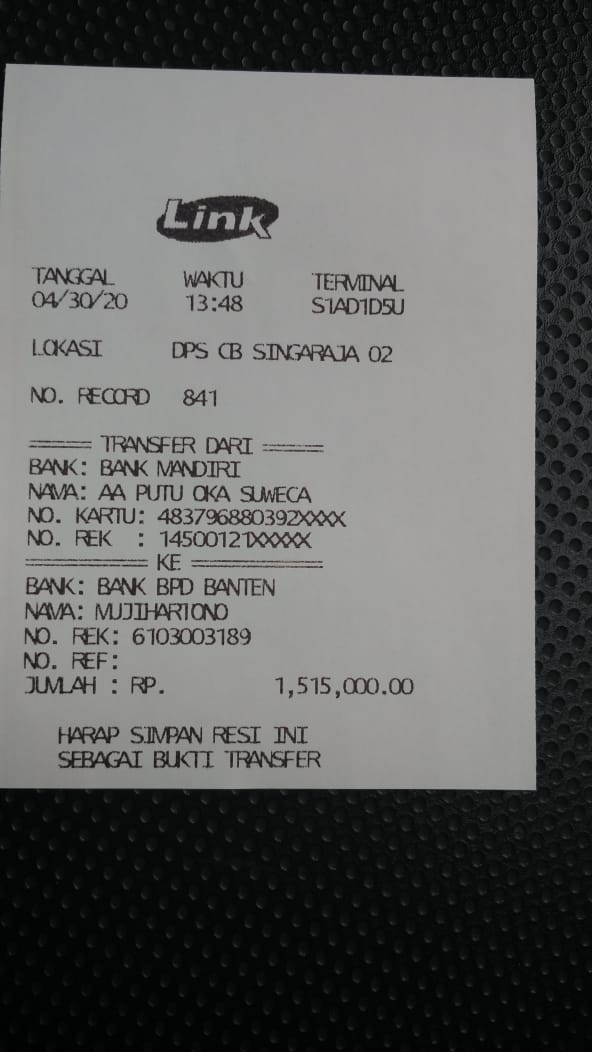 Link
TANGGAL WAKTU TERMINAL
04/30/20 13:48 S1AD1D5U
LOKASI DPS CB SINGARAJA 02
NO. RECORD 841
====== TRANSFER DARI ======
BANK: BANK MANDIRI
NAMA: AA PUTU OKA SUWECA
NO. KARTU: 483796880392XXXX
NO. REK : 14500121XXXXX
============ KE =============
BANK: BANK BPD BANTEN
NAMA: MUJIHARTONO
NO. REK: 6103003189
NO. REF:
JUMLAH : RP. 1,515,000.00
HARAP SIMPAN RESI INI
SEBAGAI BUKTI TRANSFER